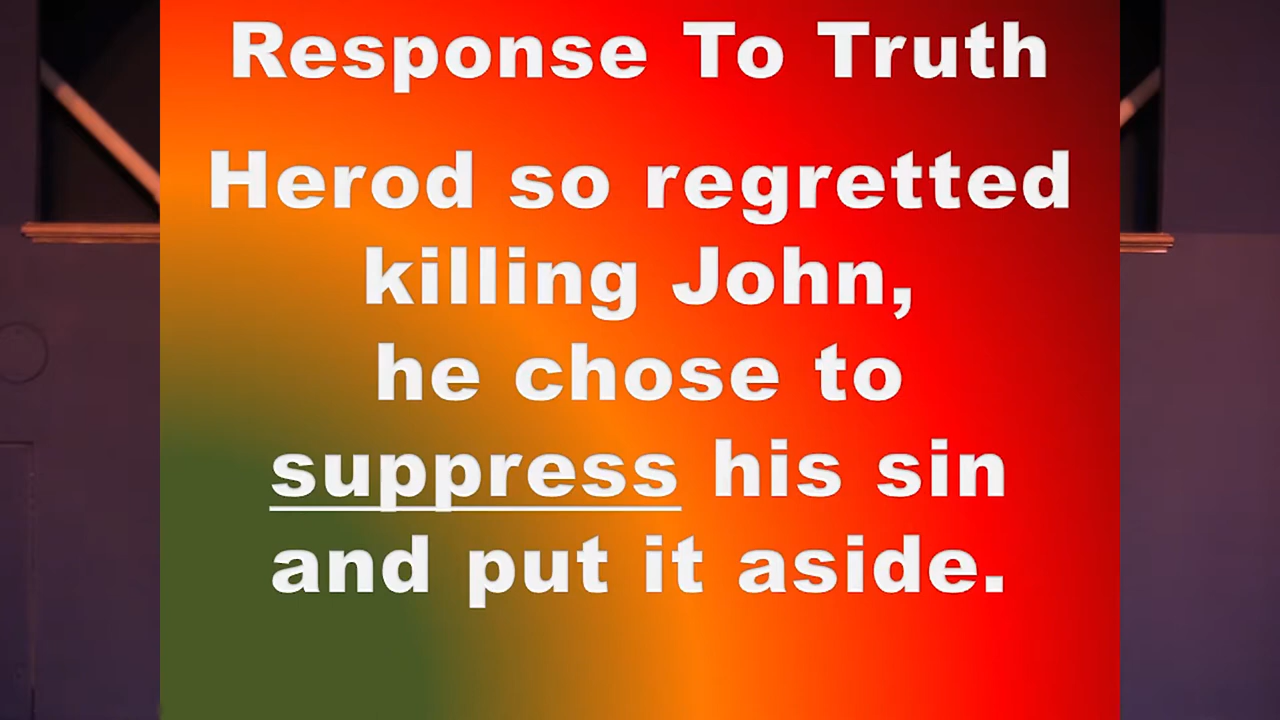 Response To Truth
Herod so regretted
killing John,
he chose to
suppress his sin
and put it aside.